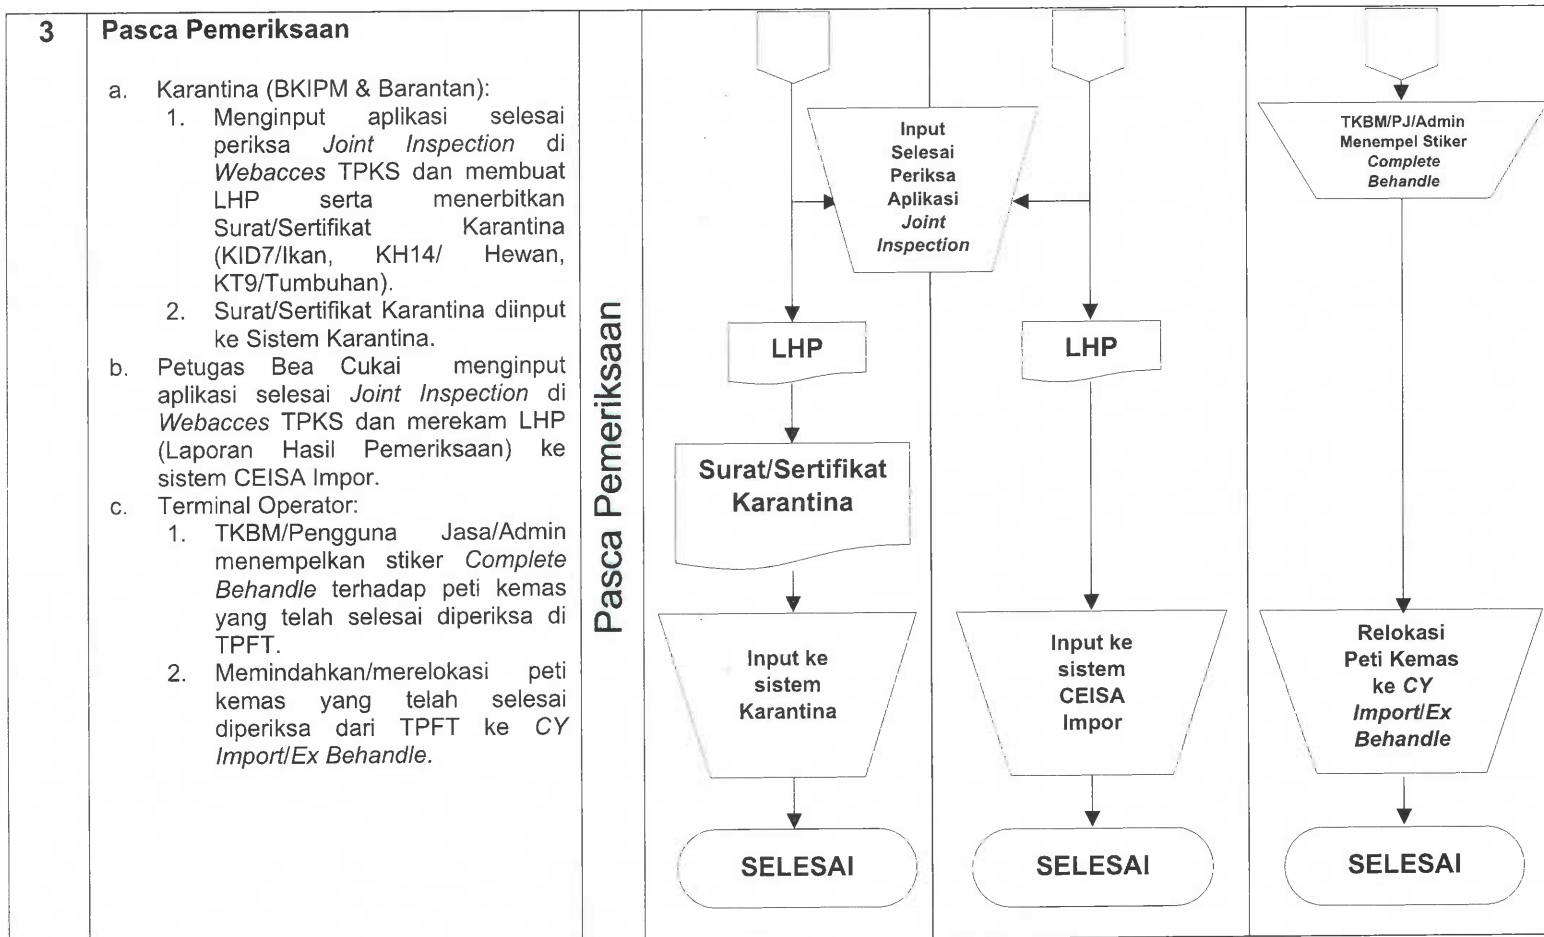 3
Pasca Pemeriksaan
a. Karantina (BKIPM & Barantan):
1. Menginput aplikasi selesai
periksa Joint Inspection di
Webacces TPKS dan membuat
LHP serta menerbitkan
Surat/Sertifikat Karantina
(KID7/Ikan, KH14/ Hewan,
KT9/Tumbuhan).
2. Surat/Sertifikat Karantina diinput
ke Sistem Karantina.
b. Petugas Bea Cukai menginput
aplikasi selesai Joint Inspection di
Webacces TPKS dan merekam LHP
(Laporan Hasil Pemeriksaan) ke
sistem CEISA Impor.
c. Terminal Operator:
1. TKBM/Pengguna Jasa/Admin
menempelkan stiker Complete
Behandle terhadap peti kemas
yang telah selesai diperiksa di
TPFT.
2. Memindahkan/merelokasi peti
kemas yang telah selesai
diperiksa dari TPFT ke CY
Import/Ex Behandle.
Pasca Pemeriksaan
Input
Selesai
Periksa
Aplikasi
Joint
Inspection
LHP
Surat/Sertifikat
Karantina
Input ke
sistem
Karantina
SELESAI
LHP
Input ke
sistem
CEISA
Impor
SELESAI
TKBM/PJ/Admin
Menempel Stiker
Complete
Behandle
Relokasi
Peti Kemas
ke CY
Import/Ex
Behandle
SELESAI